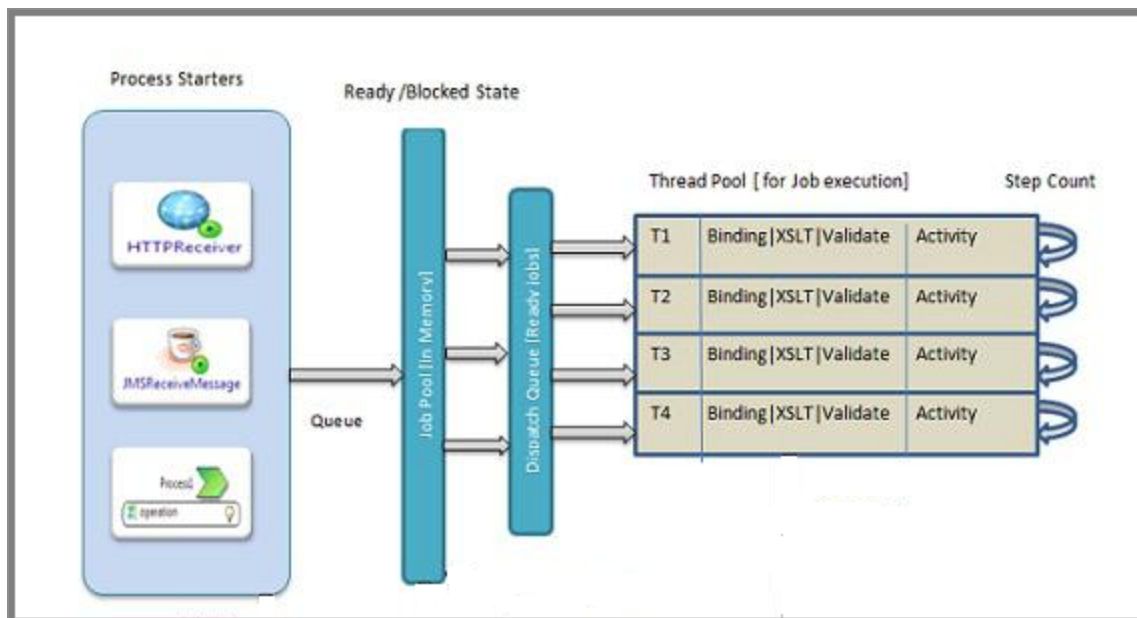 Process Starters
Ready /Blocked State
Thread Pool [ for Job execution]
Step Count
HTTPReceiver
JMSReceiveMessage
Process1
operation
Queue
Job Pool [In Memory]
Dispatch Queue [Ready Jobs]
T1 Binding|XSLT|Validate Activity
T2 Binding|XSLT|Validate Activity
T3 Binding|XSLT|Validate Activity
T4 Binding|XSLT|Validate Activity